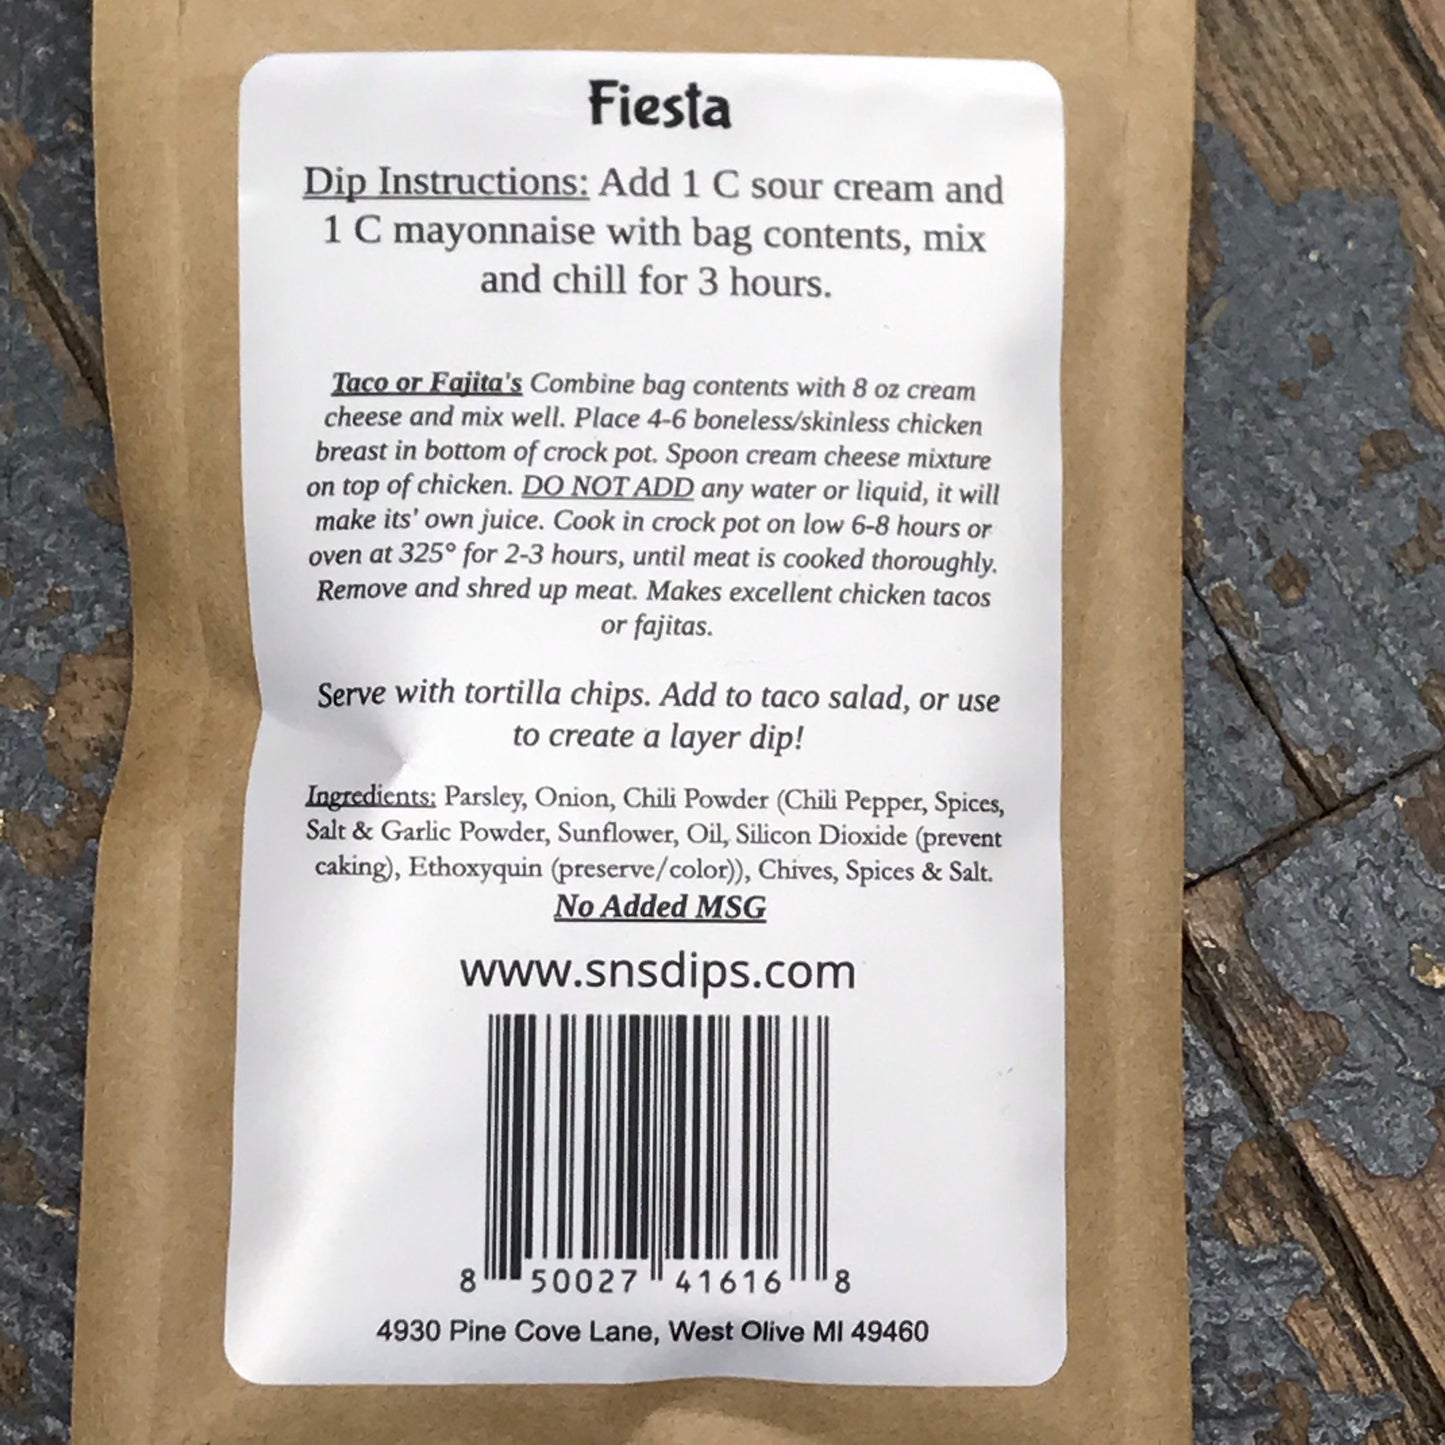 Fiesta
Dip Instructions: Add 1 C sour cream and
1 C mayonnaise with bag contents, mix
and chill for 3 hours.
Taco or Fajita's Combine bag contents with 8 oz cream
cheese and mix well. Place 4-6 boneless/skinless chicken
breast in bottom of crock pot. Spoon cream cheese mixture
on top of chicken. DO NOT ADD any water or liquid, it will
make its' own juice. Cook in crock pot on low 6-8 hours or
oven at 325° for 2-3 hours, until meat is cooked thoroughly.
Remove and shred up meat. Makes excellent chicken tacos
or fajitas.
Serve with tortilla chips. Add to taco salad, or use
to create a layer dip!
Ingredients: Parsley, Onion, Chili Powder (Chili Pepper, Spices,
Salt & Garlic Powder, Sunflower, Oil, Silicon Dioxide (prevent
caking), Ethoxyquin (preserve/color)), Chives, Spices & Salt.
No Added MSG
www.snsdips.com
8 50027 41616 8
4930 Pine Cove Lane, West Olive MI 49460